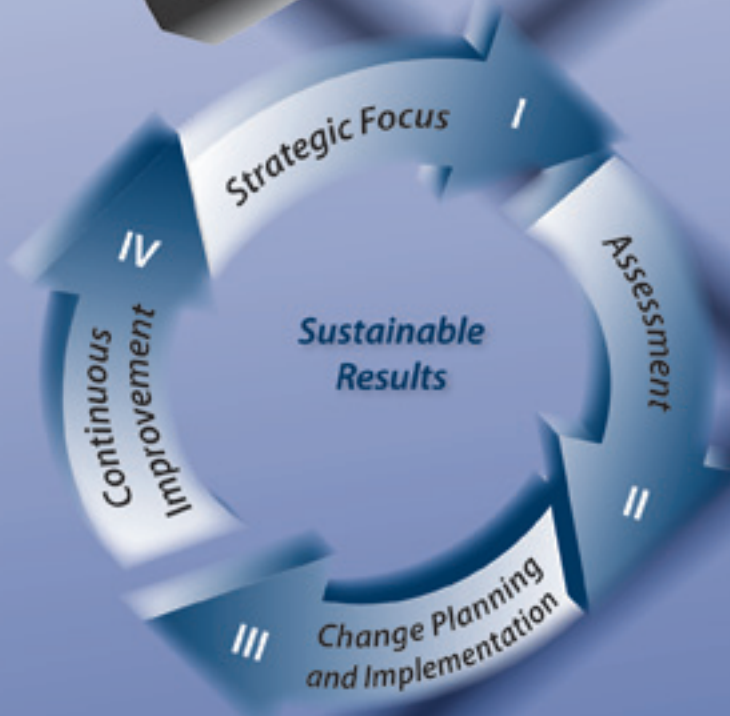 Strategic Focus
I
Assessment
II
Change Planning
and Implementation
III
Continuous
Improvement
IV
Sustainable
Results